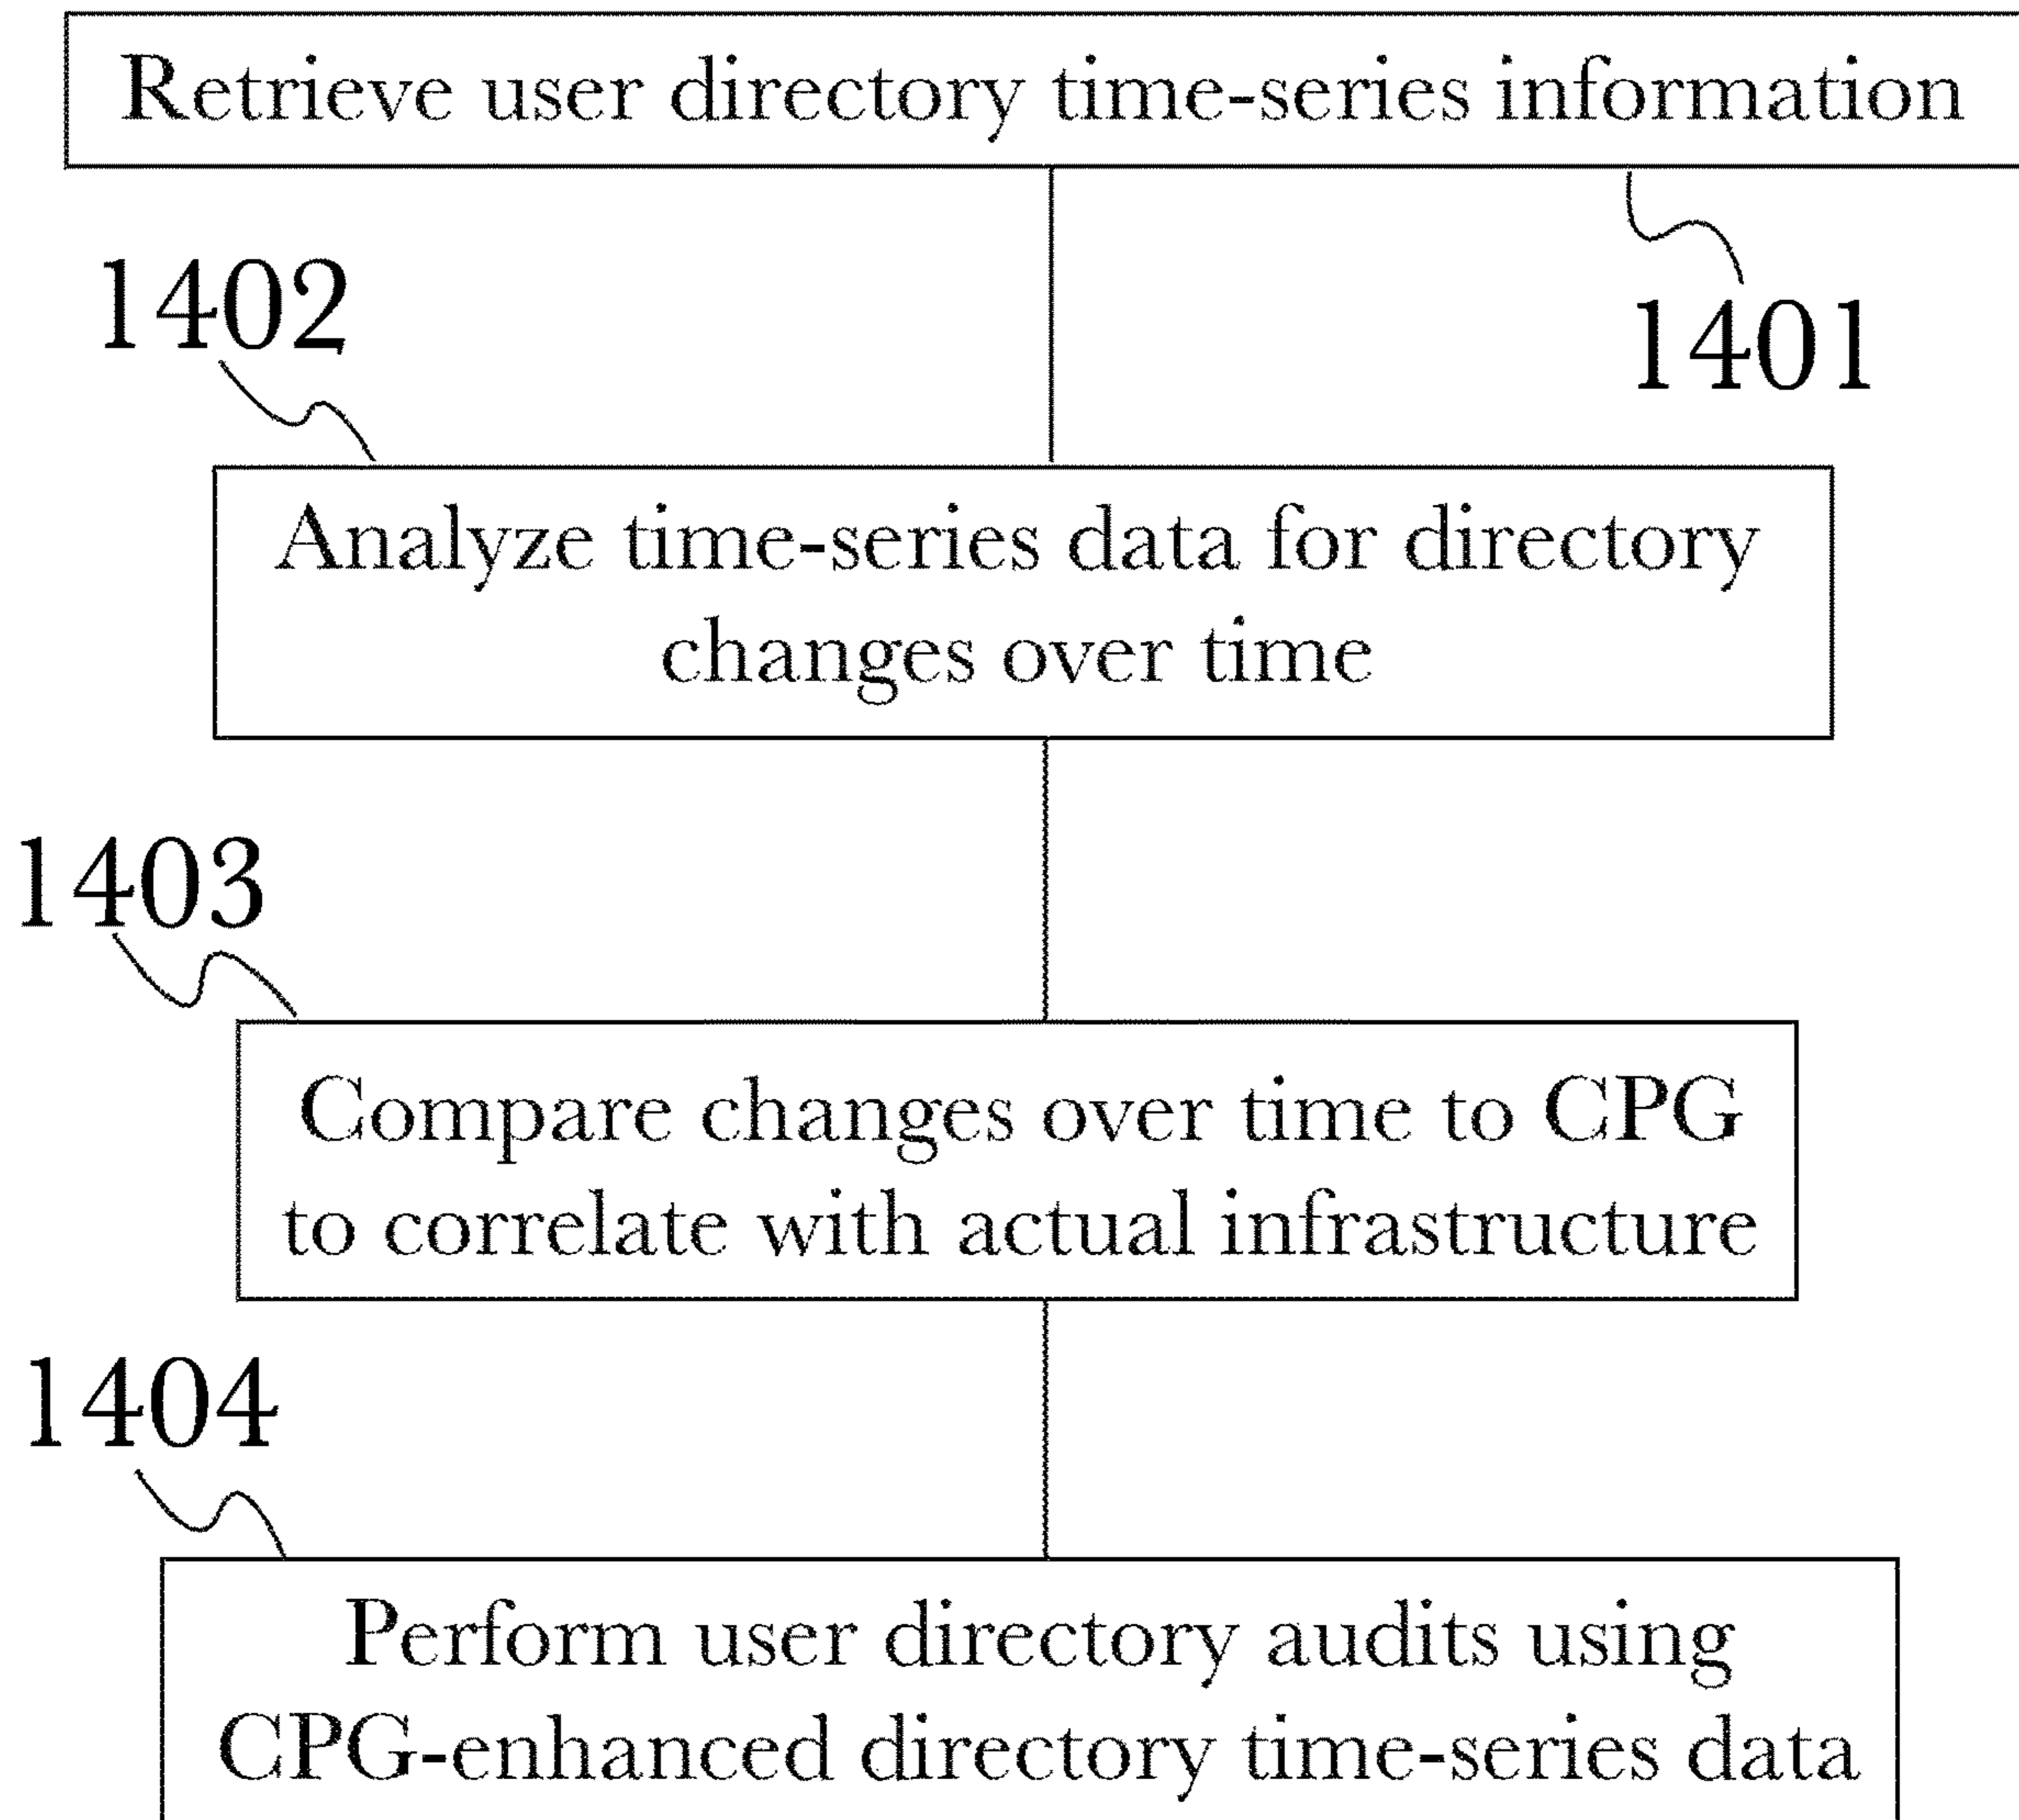 Retrieve user directory time-series information
1401
1402
Analyze time-series data for directory
changes over time
1403
Compare changes over time to CPG
to correlate with actual infrastructure
1404
Perform user directory audits using
CPG-enhanced directory time-series data